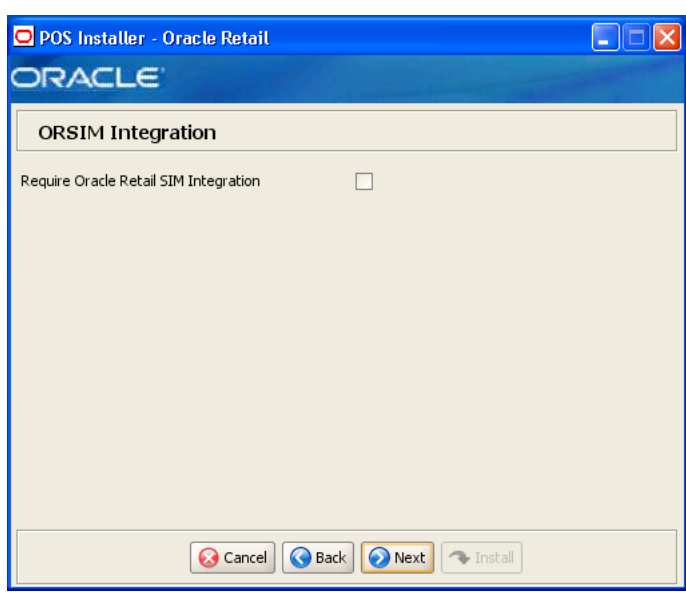 POS Installer - Oracle Retail
ORACLE
ORSIM Integration
Require Oracle Retail SIM Integration
Cancel Back Next Install